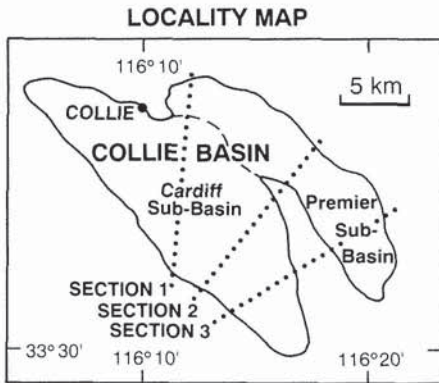 LOCALITY MAP
116° 10'
5 km
COLLIE
COLLIE BASIN
Cardiff
Sub-Basin
Premier
Sub-
Basin
SECTION 1
SECTION 2
SECTION 3
33° 30'
116° 10'
116° 20'